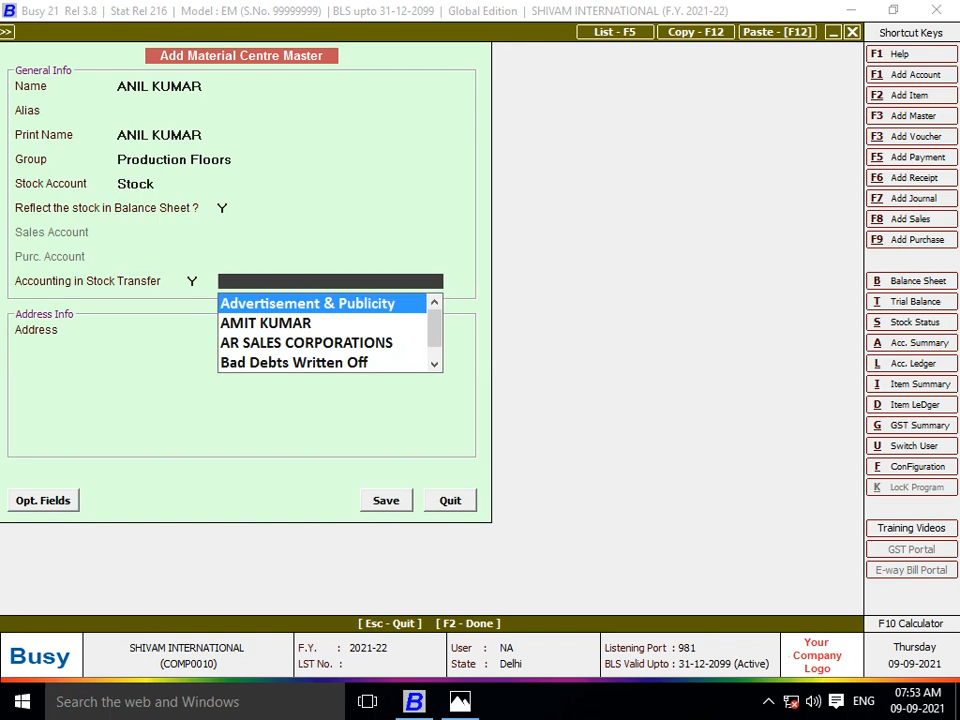 Busy 21 Rel 3.8 | Stat Rel 216 | Model : EM (S.No. 99999999) | BLS upto 31-12-2099 | Global Edition | SHIVAM INTERNATIONAL (F.Y. 2021-22)
>> List - F5 Copy - F12 Paste - [F12] Shortcut Keys
Add Material Centre Master
General Info
Name ANIL KUMAR
Alias
Print Name ANIL KUMAR
Group Production Floors
Stock Account Stock
Reflect the stock in Balance Sheet ? Y
Sales Account
Purc. Account
Accounting in Stock Transfer Y
Advertisement & Publicity
AMIT KUMAR
AR SALES CORPORATIONS
Bad Debts Written Off
Address Info
Address
Opt. Fields Save Quit
F1 Help
F1 Add Account
F2 Add Item
F3 Add Master
F3 Add Voucher
F5 Add Payment
F6 Add Receipt
F7 Add Journal
F8 Add Sales
F9 Add Purchase
B Balance Sheet
T Trial Balance
S Stock Status
A Acc. Summary
L Acc. Ledger
I Item Summary
D Item LeDger
G GST Summary
U Switch User
F ConFiguration
K LocK Program
Training Videos
GST Portal
E-way Bill Portal
[ Esc - Quit ] [ F2 - Done ] F10 Calculator
Busy
SHIVAM INTERNATIONAL
(COMP0010)
F.Y. : 2021-22
LST No. :
User : NA
State : Delhi
Listening Port : 981
BLS Valid Upto : 31-12-2099 (Active)
Your
Company
Logo
Thursday
09-09-2021
Search the web and Windows
B
ENG
07:53 AM
09-09-2021